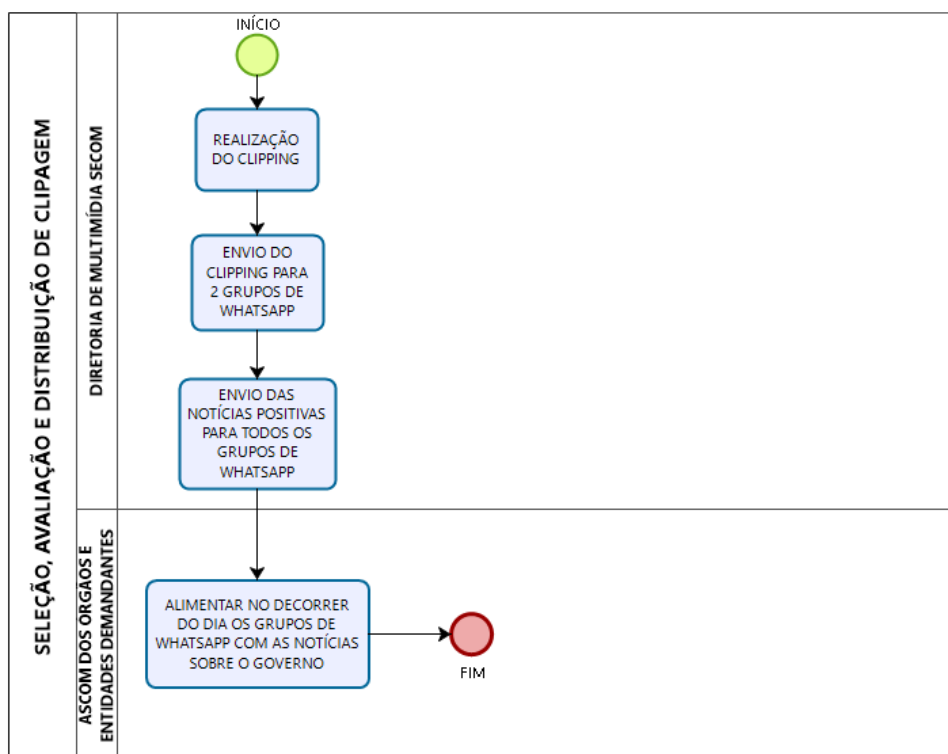 SELEÇÃO, AVALIAÇÃO E DISTRIBUIÇÃO DE CLIPAGEM
DIRETORIA DE MULTIMÍDIA SECOM
INÍCIO
REALIZAÇÃO
DO CLIPPING
ENVIO DO
CLIPPING PARA
2 GRUPOS DE
WHATSAPP
ENVIO DAS
NOTÍCIAS POSITIVAS
PARA TODOS OS
GRUPOS DE
WHATSAPP
ASCOM DOS ORGÃOS E
ENTIDADES DEMANDANTES
ALIMENTAR NO DECORRER
DO DIA OS GRUPOS DE
WHATSAPP COM AS NOTÍCIAS
SOBRE O GOVERNO
FIM